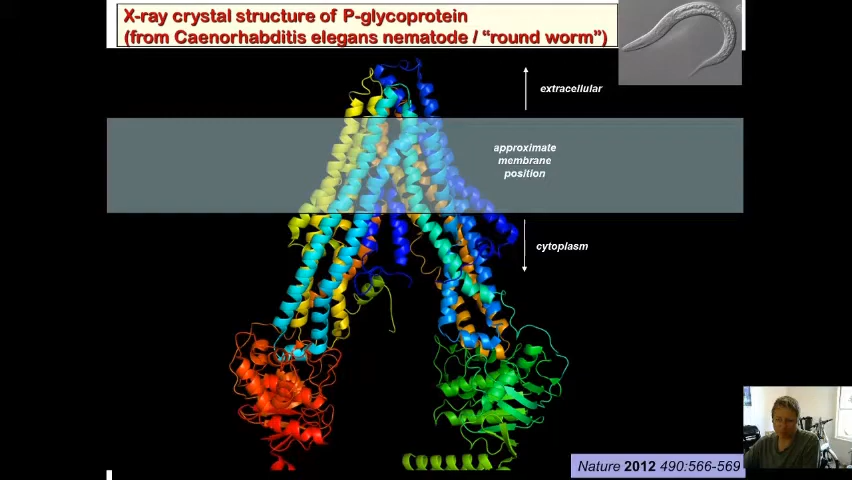 X-ray crystal structure of P-glycoprotein
(from Caenorhabditis elegans nematode / “round worm”)
extracellular
approximate
membrane
position
cytoplasm
Nature 2012 490:566-569